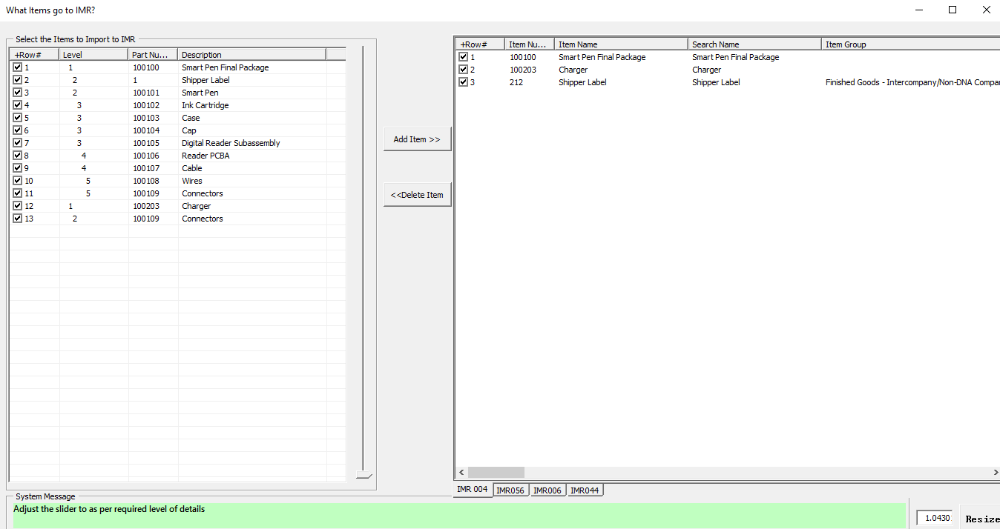 What Items go to IMR?
Select the Items to Import to IMR
+Row# Level Part Nu... Description
1 1 100100 Smart Pen Final Package
2 2 1 Shipper Label
3 2 100101 Smart Pen
4 3 100102 Ink Cartridge
5 3 100103 Case
6 3 100104 Cap
7 3 100105 Digital Reader Subassembly
8 4 100106 Reader PCBA
9 4 100107 Cable
10 5 100108 Wires
11 5 100109 Connectors
12 1 100203 Charger
13 2 100109 Connectors
Add Item >>
<<Delete Item
+Row# Item Nu... Item Name Search Name Item Group
1 100100 Smart Pen Final Package Smart Pen Final Package
2 100203 Charger Charger
3 212 Shipper Label Shipper Label Finished Goods - Intercompany/Non-DNA Compar
IMR 004 IMR056 IMR006 IMR044
System Message
Adjust the slider to as per required level of details
1.0430
Resize